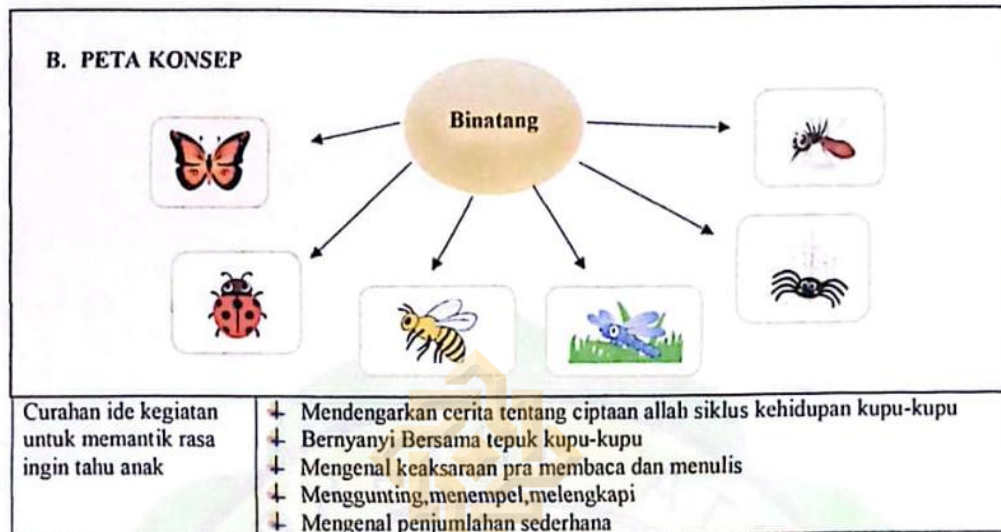 B. PETA KONSEP
Binatang
Curahan ide kegiatan
untuk memantik rasa
ingin tahu anak
Mendengarkan cerita tentang ciptaan allah siklus kehidupan kupu-kupu
Bernyanyi Bersama tepuk kupu-kupu
Mengenal keaksaraan pra membaca dan menulis
Menggunting,menempel,melengkapi
Mengenal penjumlahan sederhana